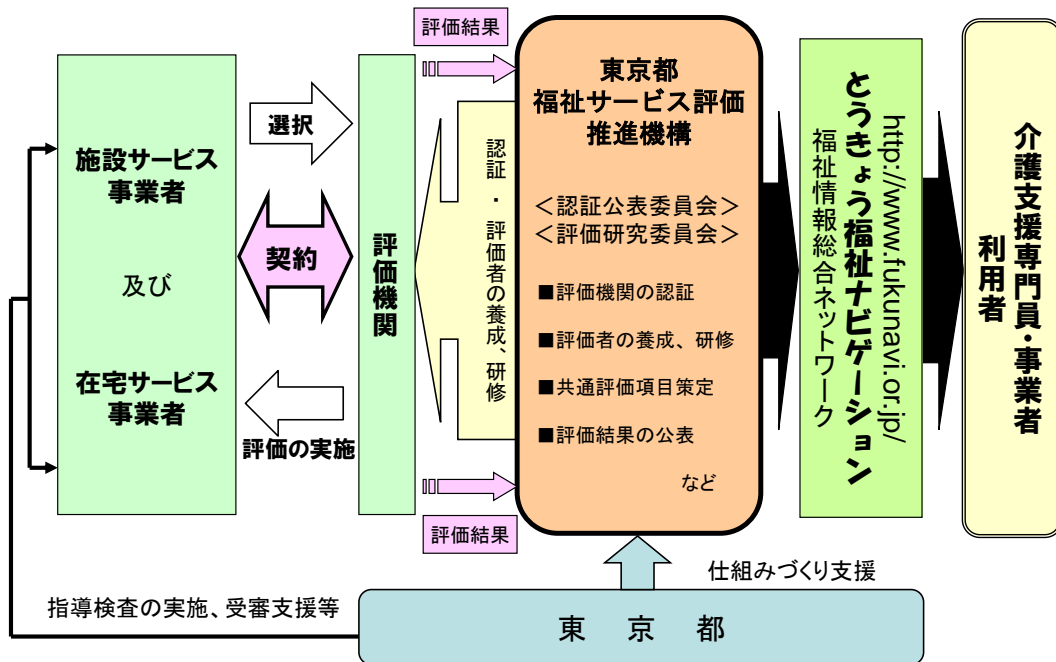 評価結果
施設サービス
事業者
及び
在宅サービス
事業者
選択
契約
評価の実施
評価機関
認証・評価者の養成、研修
評価結果
東京都
福祉サービス評価
推進機構
＜認証公表委員会＞
＜評価研究委員会＞
■評価機関の認証
■評価者の養成、研修
■共通評価項目策定
■評価結果の公表
など
http://www.fukunavi.or.jp/
とうきょう福祉ナビゲーション
福祉情報総合ネットワーク
介護支援専門員・事業者
利用者
仕組みづくり支援
指導検査の実施、受審支援等
東京都